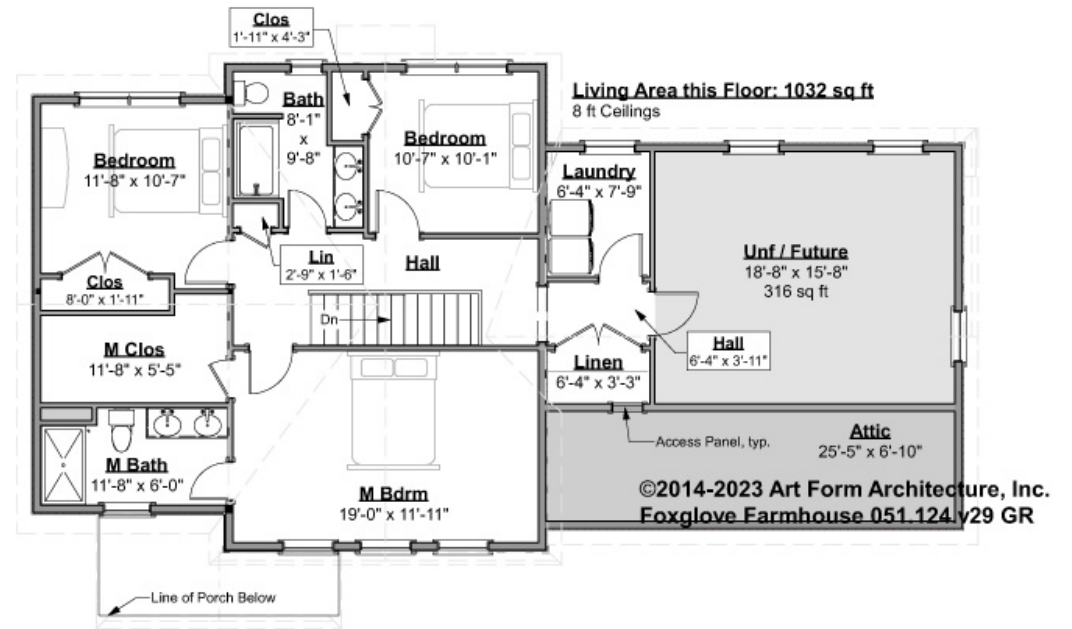 Clos
1'-11" x 4'-3"
Living Area this Floor: 1032 sq ft
8 ft Ceilings
Bath
8'-1"
x
9'-8"
Bedroom
10'-7" x 10'-1"
Bedroom
11'-8" x 10'-7"
Laundry
6'-4" x 7'-9"
Unf / Future
18'-8" x 15'-8"
316 sq ft
Lin
2'-9" x 1'-6"
Hall
Clos
8'-0" x 1'-11"
Dn
M Clos
11'-8" x 5'-5"
Hall
6'-4" x 3'-11"
Linen
6'-4" x 3'-3"
Access Panel, typ.
Attic
25'-5" x 6'-10"
M Bath
11'-8" x 6'-0"
M Bdrm
19'-0" x 11'-11"
©2014-2023 Art Form Architecture, Inc.
Foxglove Farmhouse 051.124.v29 GR
Line of Porch Below